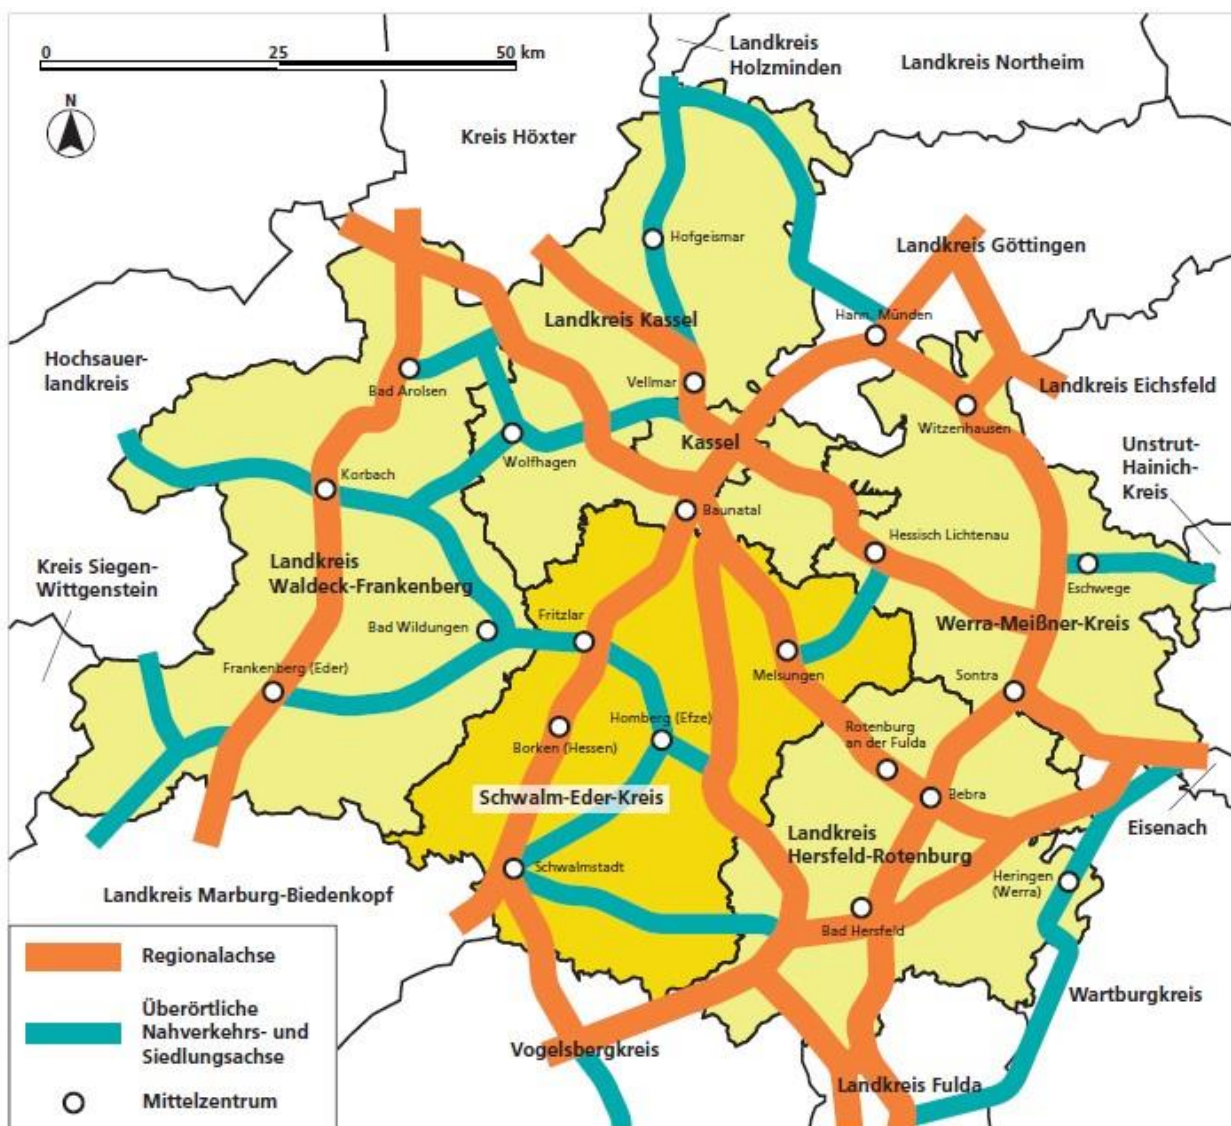 0 25 50 km
N
Landkreis
Holzminden
Landkreis Northeim
Kreis Höxter
Hofgeismar
Landkreis Göttingen
Landkreis Kassel
Hann. Münden
Hochsauer-
landkreis
Bad Arolsen
Vellmar
Landkreis Eichsfeld
Witzenhausen
Kassel
Wolfhagen
Unstrut-
Hainich-
Kreis
Korbach
Baunatal
Hessisch Lichtenau
Kreis Siegen-
Wittgenstein
Landkreis
Waldeck-Frankenberg
Eschwege
Fritzlar
Bad Wildungen
Werra-Meißner-Kreis
Frankenberg (Eder)
Melsungen
Sontra
Homberg (Efze)
Rotenburg
an der Fulda
Borken (Hessen)
Schwalm-Eder-Kreis
Bebra
Eisenach
Landkreis
Hersfeld-Rotenburg
Schwalmstadt
Heringen
(Werra)
Landkreis Marburg-Biedenkopf
Bad Hersfeld
Wartburgkreis
Vogelsbergkreis
Landkreis Fulda
Regionalachse
Überörtliche
Nahverkehrs- und
Siedlungsachse
Mittelzentrum